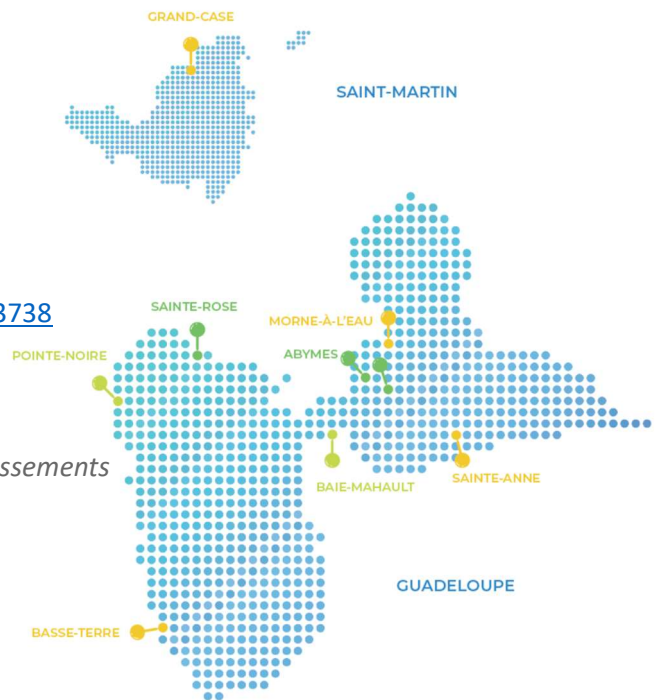 GRAND-CASE
SAINT-MARTIN
3738
SAINTE-ROSE
MORNE-À-L'EAU
POINTE-NOIRE
ABYMES
ssements
BAIE-MAHAULT
SAINTE-ANNE
GUADELOUPE
BASSE-TERRE